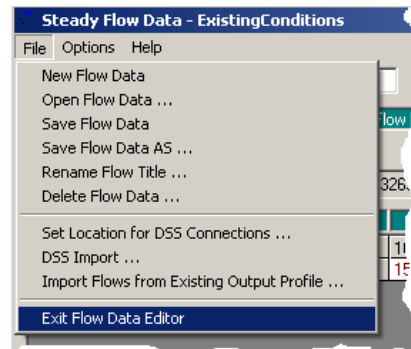 Steady Flow Data - ExistingConditions
File Options Help
New Flow Data
Open Flow Data ...
Save Flow Data
Save Flow Data AS ...
Rename Flow Title ...
Delete Flow Data ...
Set Location for DSS Connections ...
DSS Import ...
Import Flows from Existing Output Profile ...
Exit Flow Data Editor